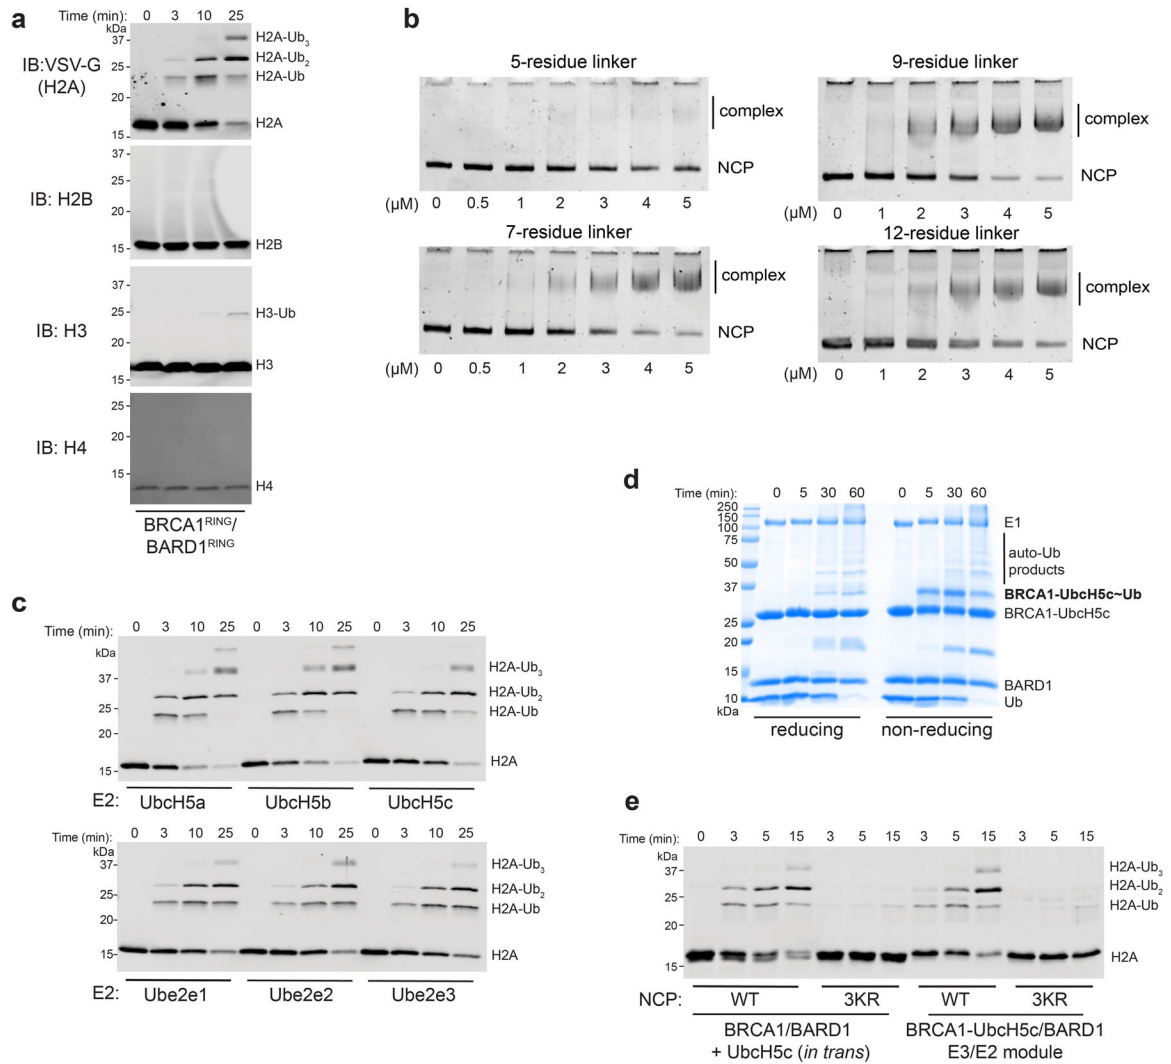 a
Time (min): 0 3 10 25
kDa
37
25
20
15
IB:VSV-G
(H2A)
H2A-Ub3
H2A-Ub2
H2A-Ub
H2A
37
25
20
15
IB: H2B
H2B
37
25
20
15
IB: H3
H3-Ub
H3
25
20
15
IB: H4
H4
BRCA1RING/
BARD1RING
b
5-residue linker
complex
NCP
(µM) 0 0.5 1 2 3 4 5
9-residue linker
complex
NCP
(µM) 0 1 2 3 4 5
7-residue linker
complex
NCP
(µM) 0 0.5 1 2 3 4 5
12-residue linker
complex
NCP
(µM) 0 1 2 3 4 5
c
Time (min): 0 3 10 25 0 3 10 25 0 3 10 25
kDa
37
25
20
15
H2A-Ub3
H2A-Ub2
H2A-Ub
H2A
E2: UbcH5a UbcH5b UbcH5c
Time (min): 0 3 10 25 0 3 10 25 0 3 10 25
kDa
37
25
20
15
H2A-Ub3
H2A-Ub2
H2A-Ub
H2A
E2: Ube2e1 Ube2e2 Ube2e3
d
Time (min): 0 5 30 60 0 5 30 60
250
150
100
75
50
37
25
20
15
10
kDa
E1
auto-Ub
products
BRCA1-UbcH5c~Ub
BRCA1-UbcH5c
BARD1
Ub
reducing non-reducing
e
Time (min): 0 3 5 15 3 5 15 3 5 15 3 5 15
kDa
37
25
20
15
H2A-Ub3
H2A-Ub2
H2A-Ub
H2A
NCP: WT 3KR WT 3KR
BRCA1/BARD1
+ UbcH5c (in trans)
BRCA1-UbcH5c/BARD1
E3/E2 module